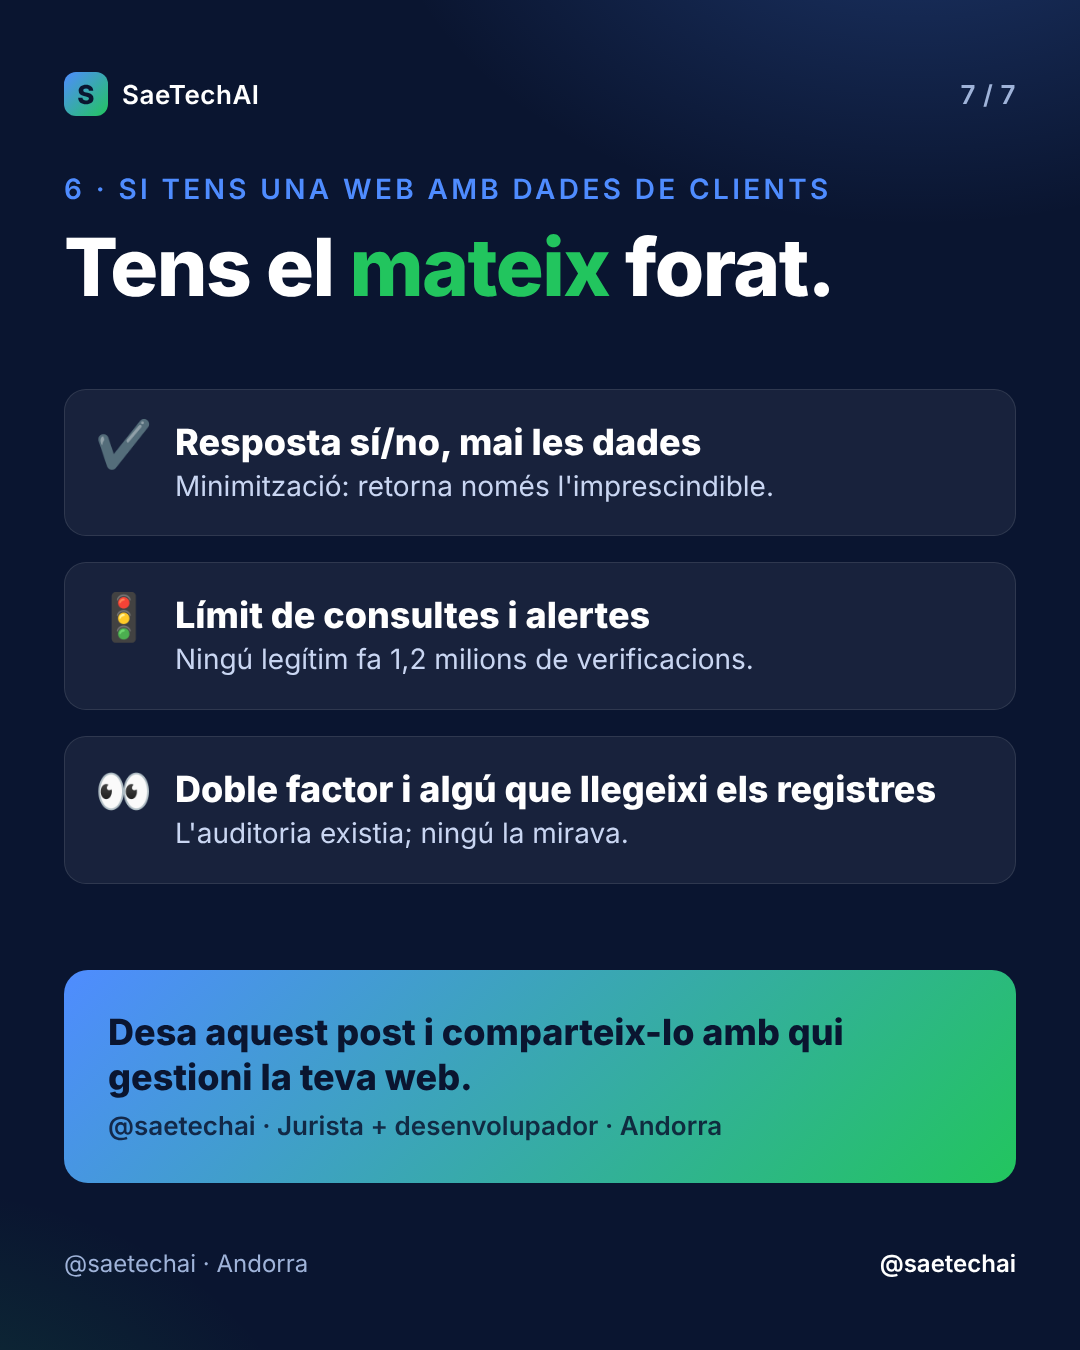 S SaeTechAI
7 / 7
6 · SI TENS UNA WEB AMB DADES DE CLIENTS
Tens el mateix forat.
Resposta sí/no, mai les dades
Minimització: retorna només l'imprescindible.
Límit de consultes i alertes
Ningú legítim fa 1,2 milions de verificacions.
Doble factor i algú que llegeixi els registres
L'auditoria existia; ningú la mirava.
Desa aquest post i comparteix-lo amb qui
gestioni la teva web.
@saetechai · Jurista + desenvolupador · Andorra
@saetechai · Andorra
@saetechai